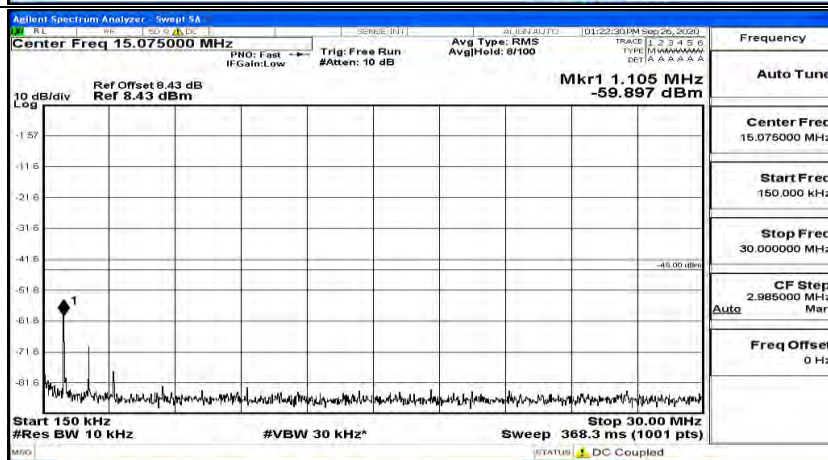 Agilent Spectrum Analyzer - Swept SA
RL RF 50 Ω DC SENSE:INT ALIGN AUTO 01:22:30 PM Sep 26, 2020
Center Freq 15.075000 MHz
PNO: Fast
IFGain:Low
Trig: Free Run
#Atten: 10 dB
Avg Type: RMS
Avg|Hold: 8/100
TRACE 1 2 3 4 5 6
TYPE M WWWWW
DET A A A A A A
Ref Offset 8.43 dB
10 dB/div Ref 8.43 dBm
Log
Mkr1 1.105 MHz
-59.897 dBm
-1.57
-11.6
-21.6
-31.6
-41.6
-45.00 dBm
-51.6
1
-61.6
-71.6
-81.6
Start 150 kHz
Stop 30.00 MHz
#Res BW 10 kHz
#VBW 30 kHz*
Sweep 368.3 ms (1001 pts)
MSG
STATUS DC Coupled
Frequency
Auto Tune
Center Freq
15.075000 MHz
Start Freq
150.000 kHz
Stop Freq
30.000000 MHz
CF Step
2.985000 MHz
Auto Man
Freq Offset
0 Hz